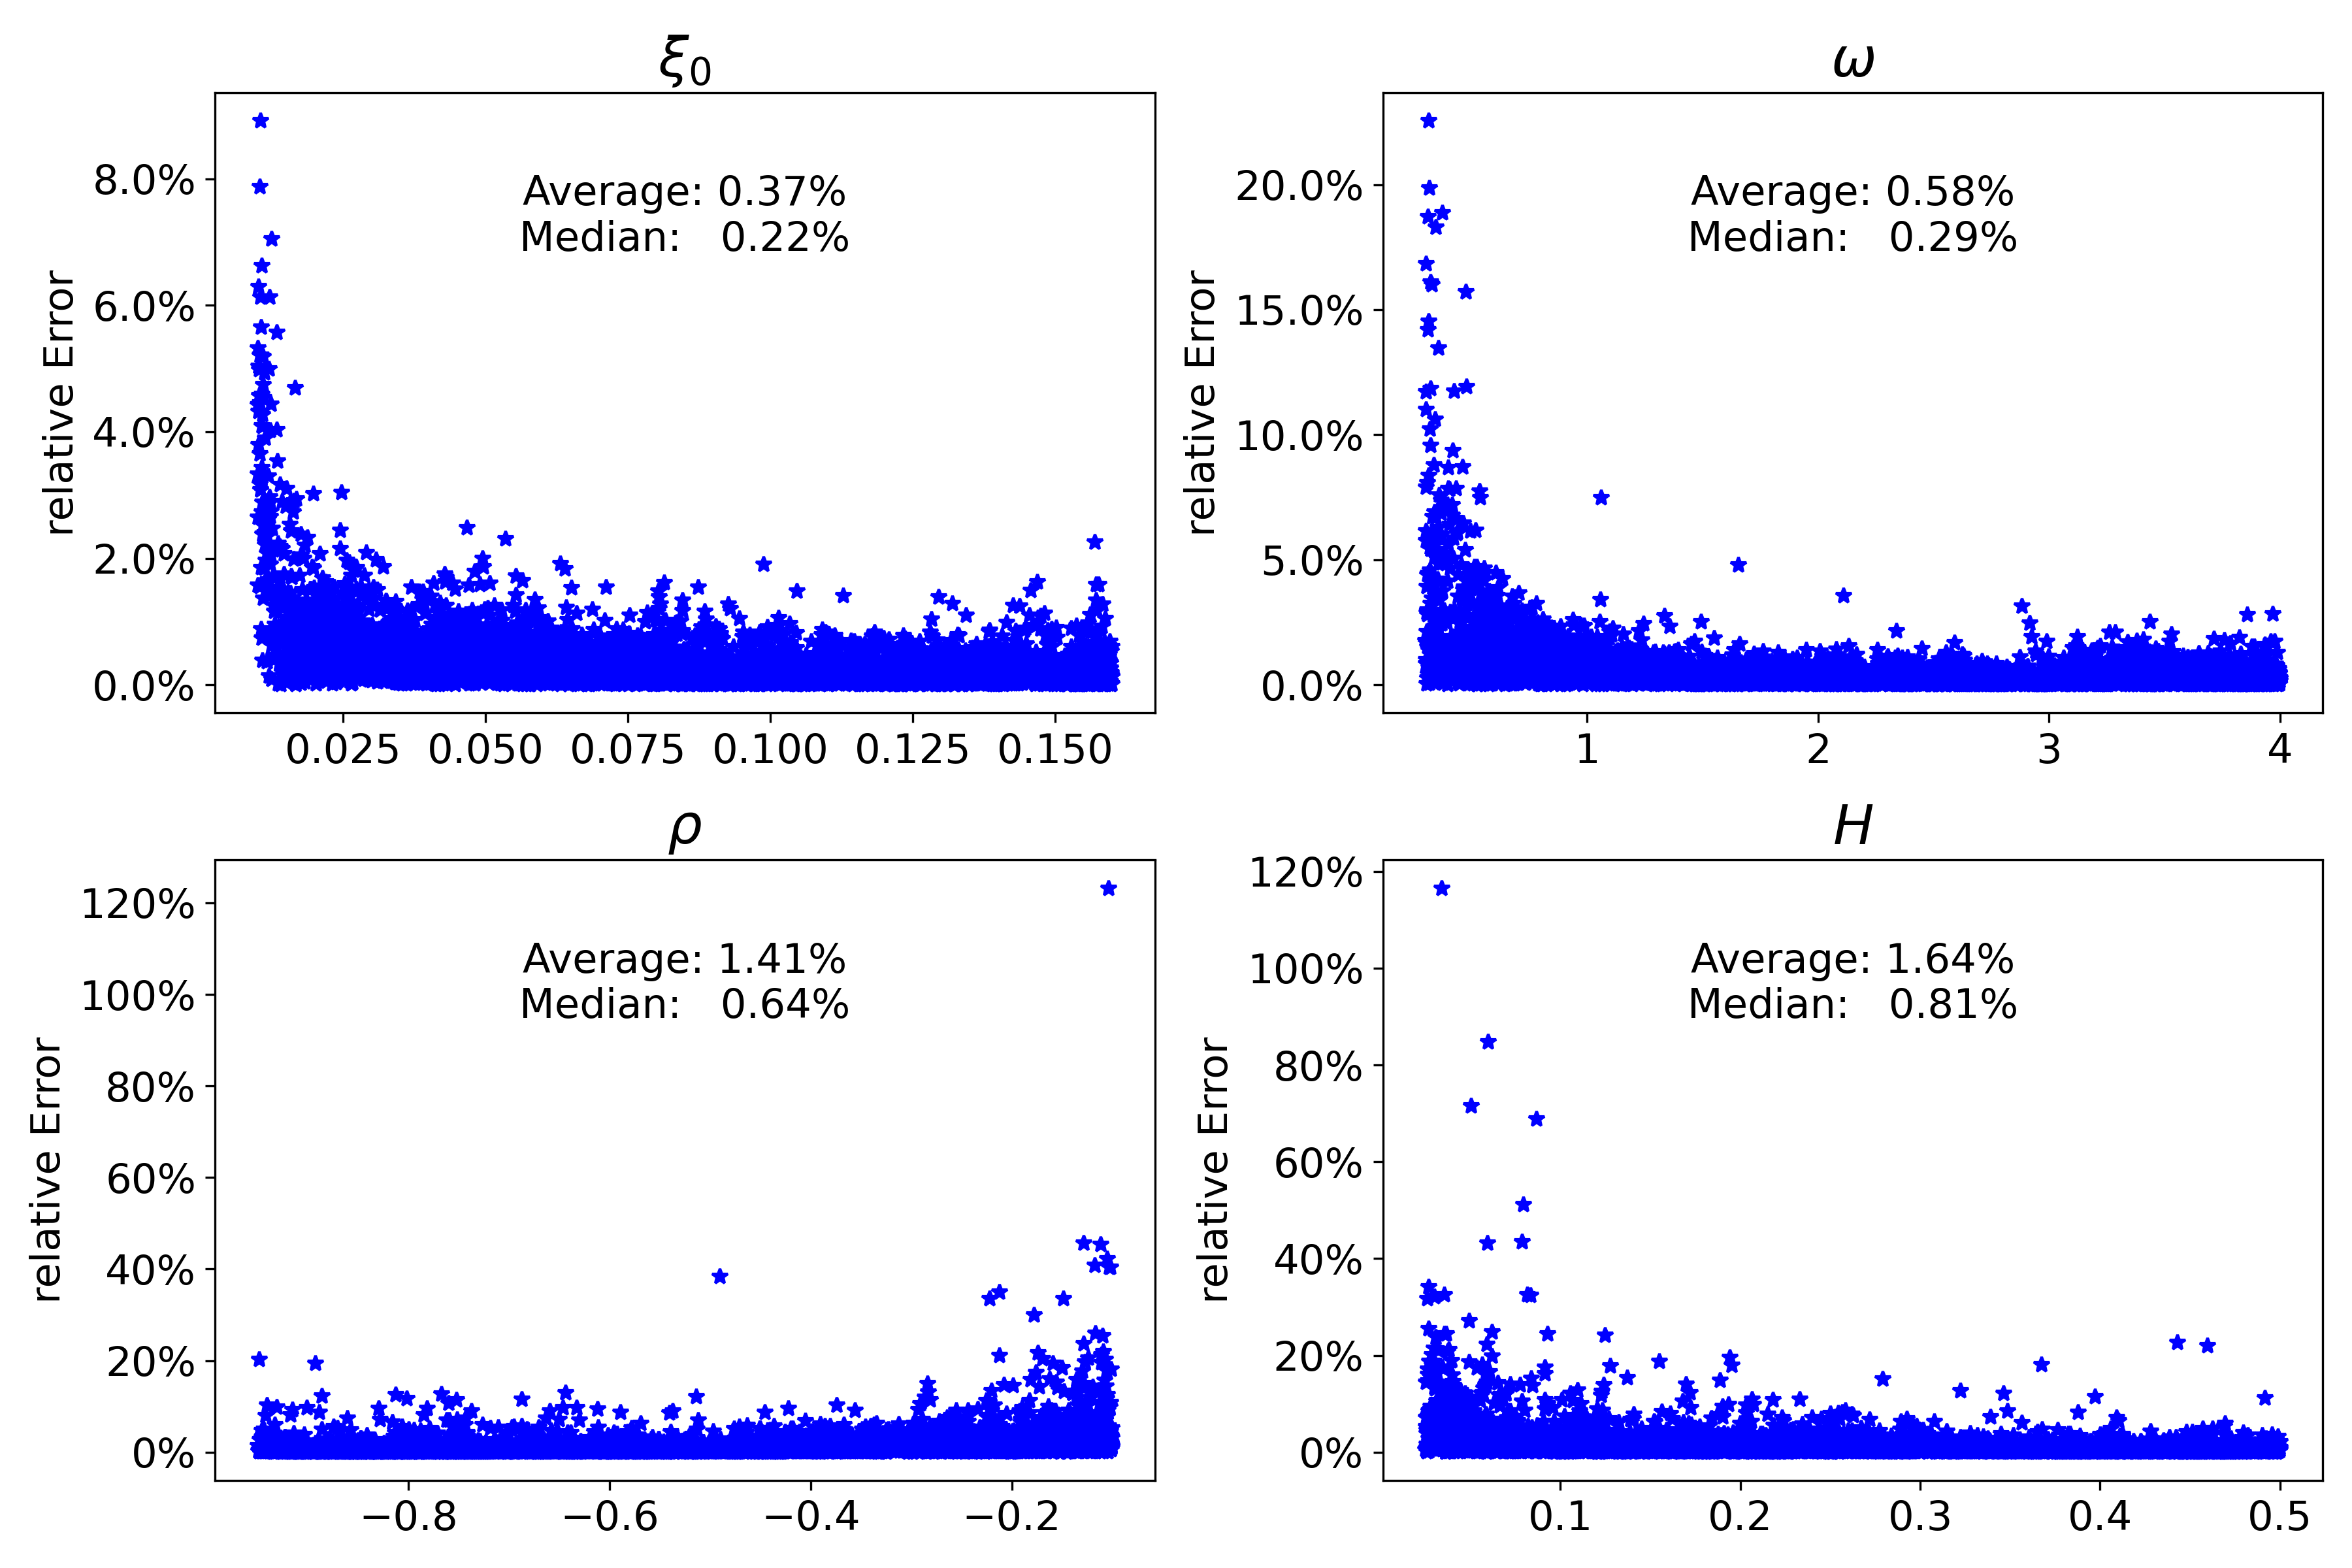 ξ₀
8.0%
6.0%
4.0%
2.0%
0.0%
relative Error
Average: 0.37%
Median: 0.22%
0.025 0.050 0.075 0.100 0.125 0.150
ω
20.0%
15.0%
10.0%
5.0%
0.0%
relative Error
Average: 0.58%
Median: 0.29%
1 2 3 4
ρ
120%
100%
80%
60%
40%
20%
0%
relative Error
Average: 1.41%
Median: 0.64%
−0.8 −0.6 −0.4 −0.2
H
120%
100%
80%
60%
40%
20%
0%
relative Error
Average: 1.64%
Median: 0.81%
0.1 0.2 0.3 0.4 0.5